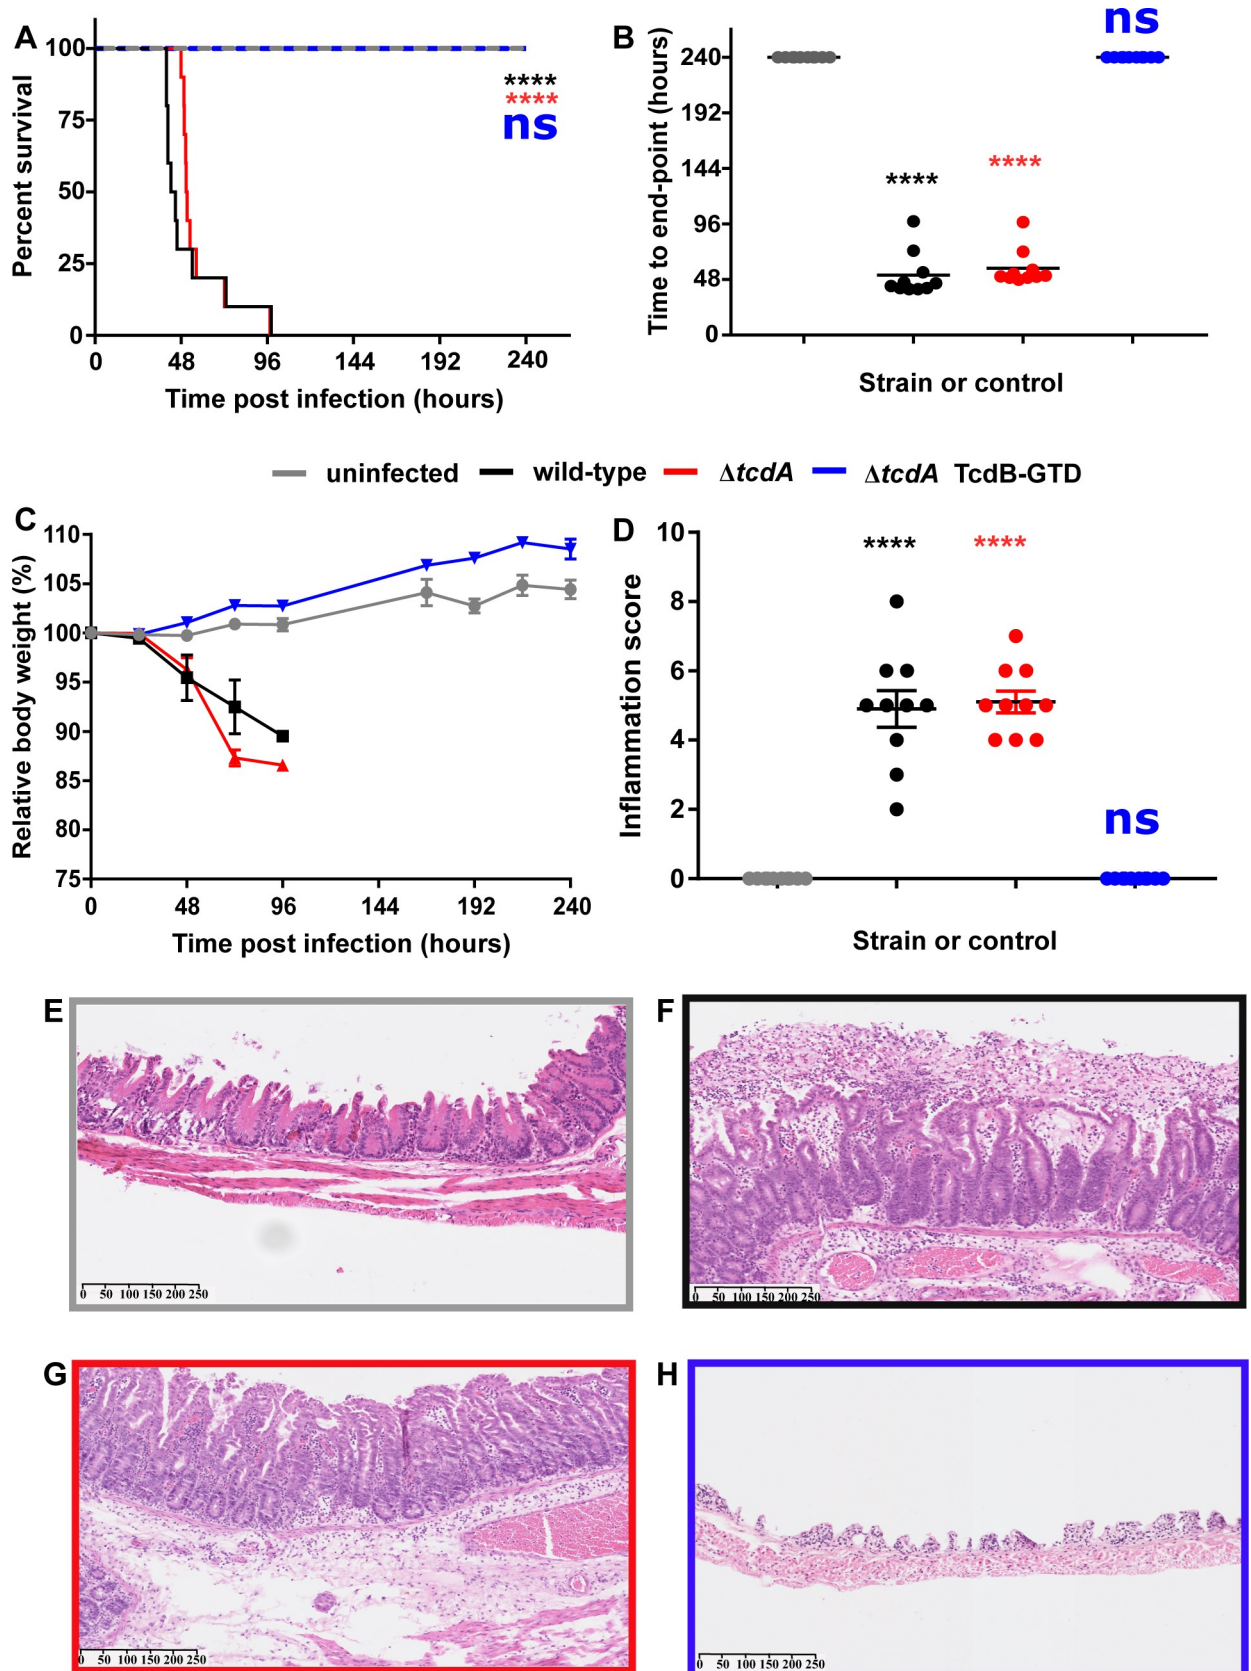 A
100
75
50
25
0
Percent survival
0 48 96 144 192 240
Time post infection (hours)
****
****
ns
B
240
192
144
96
48
0
Time to end-point (hours)
ns
****
****
Strain or control
uninfected wild-type ΔtcdA ΔtcdA TcdB-GTD
C
110
105
100
95
90
85
80
75
Relative body weight (%)
0 48 96 144 192 240
Time post infection (hours)
D
10
8
6
4
2
0
Inflammation score
****
****
ns
Strain or control
E
0 50 100 150 200 250
F
0 50 100 150 200 250
G
0 50 100 150 200 250
H
0 50 100 150 200 250